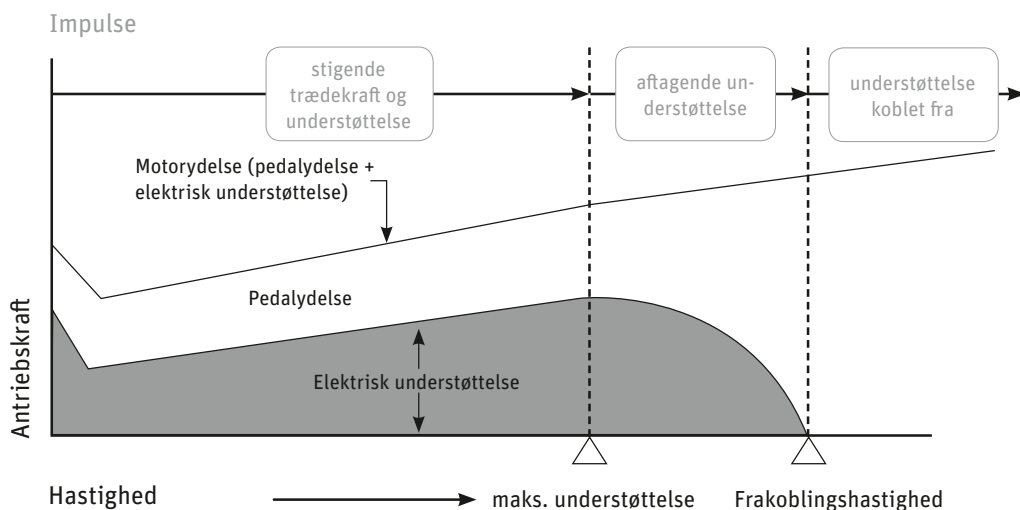 Impulse
stigende
trædekraft og
understøttelse
aftagende un-
derstøttelse
understøttelse
koblet fra
Motorydelse (pedalydelse +
elektrisk understøttelse)
Pedalydelse
Elektrisk understøttelse
Antriebskraft
Hastighed
maks. understøttelse
Frakoblingshastighed